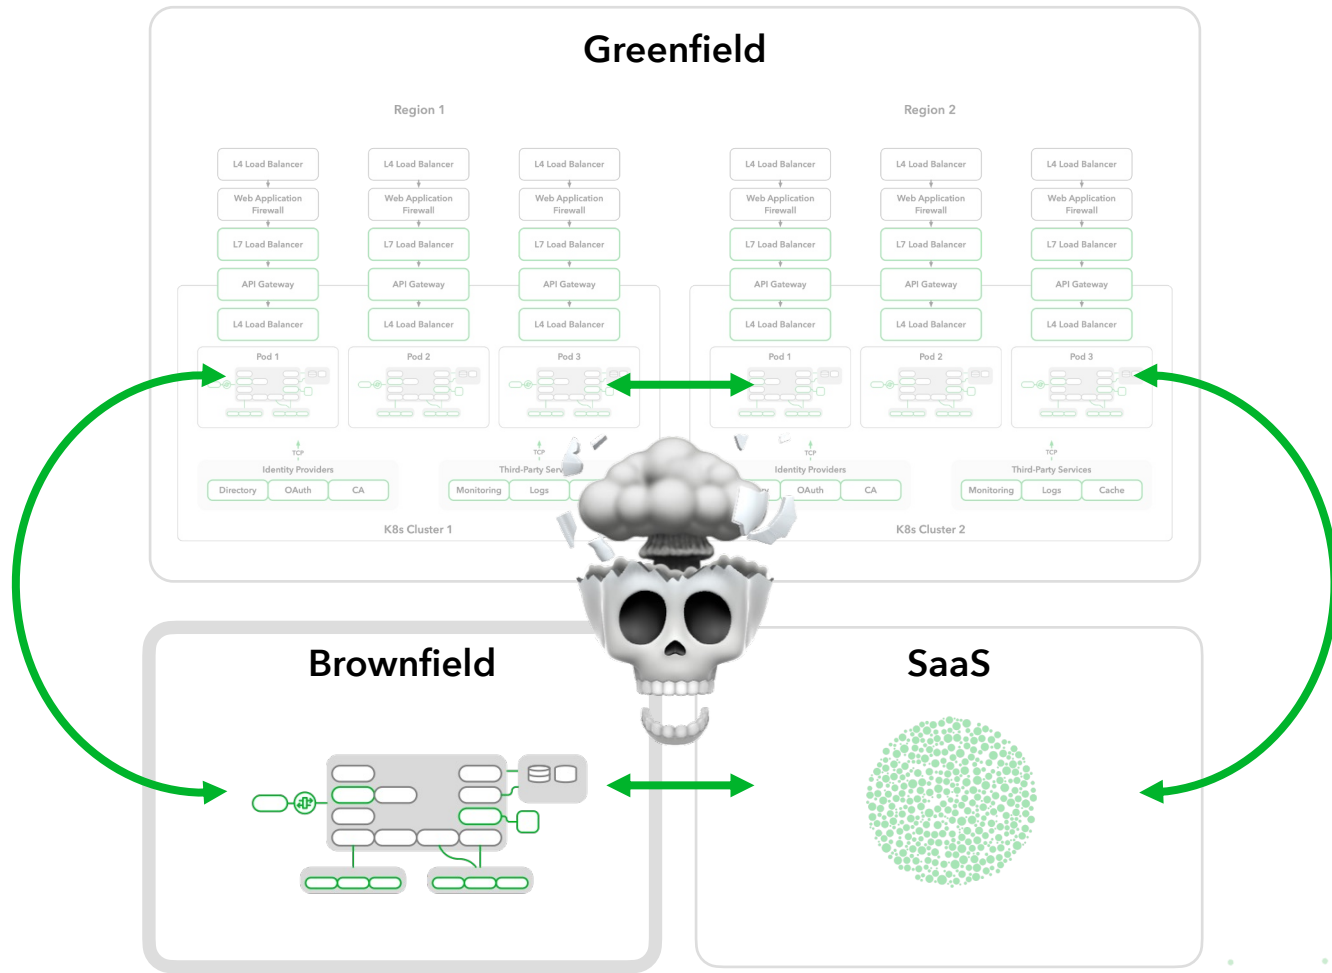 Greenfield
Region 1
Region 2
L4 Load Balancer
L4 Load Balancer
L4 Load Balancer
L4 Load Balancer
L4 Load Balancer
L4 Load Balancer
Web Application
Firewall
Web Application
Firewall
Web Application
Firewall
Web Application
Firewall
Web Application
Firewall
Web Application
Firewall
L7 Load Balancer
L7 Load Balancer
L7 Load Balancer
L7 Load Balancer
L7 Load Balancer
L7 Load Balancer
API Gateway
API Gateway
API Gateway
API Gateway
API Gateway
API Gateway
L4 Load Balancer
L4 Load Balancer
L4 Load Balancer
L4 Load Balancer
L4 Load Balancer
L4 Load Balancer
Pod 1
Pod 2
Pod 3
Pod 1
Pod 2
Pod 3
TCP
TCP
TCP
TCP
Identity Providers
Third-Party
Identity Providers
Third-Party Services
Directory
OAuth
CA
Monitoring
Logs
OAuth
CA
Monitoring
Logs
Cache
K8s Cluster 1
K8s Cluster 2
Brownfield
SaaS